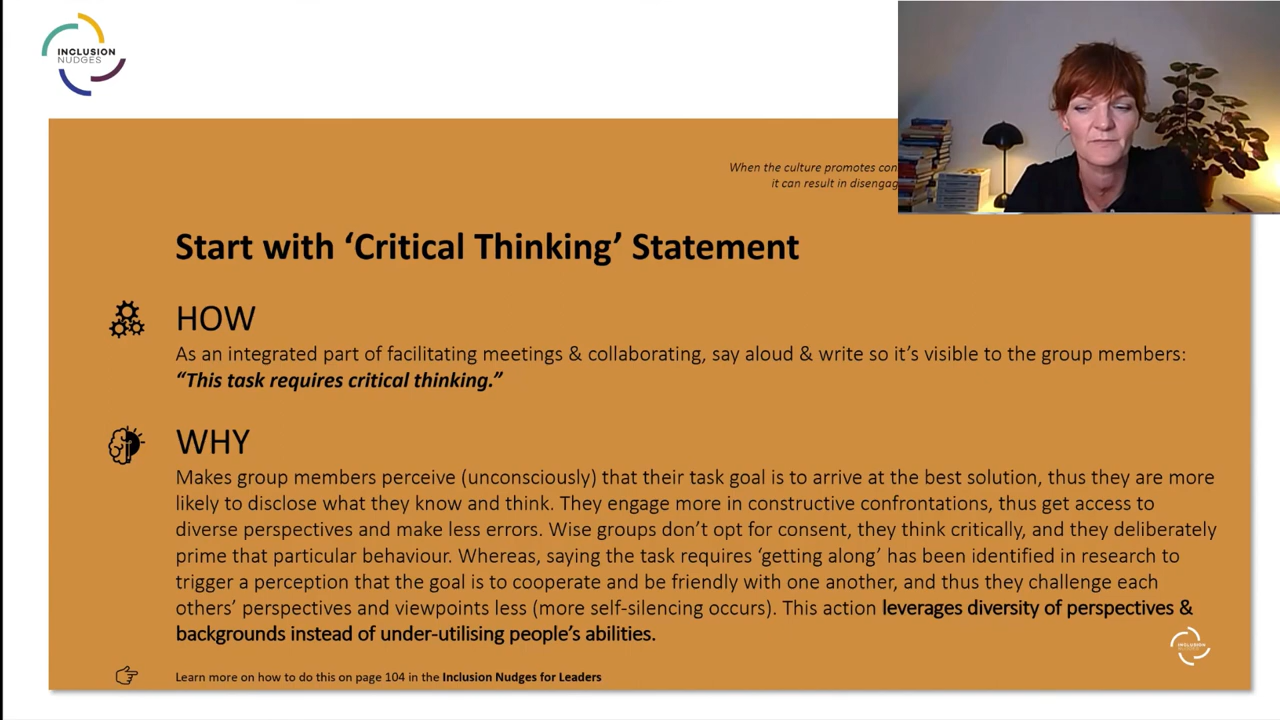 INCLUSION
NUDGES
When the culture promotes
it can result in
Start with ‘Critical Thinking’ Statement
HOW
As an integrated part of facilitating meetings & collaborating, say aloud & write so it’s visible to the group members:
“This task requires critical thinking.”
WHY
Makes group members perceive (unconsciously) that their task goal is to arrive at the best solution, thus they are more
likely to disclose what they know and think. They engage more in constructive confrontations, thus get access to
diverse perspectives and make less errors. Wise groups don’t opt for consent, they think critically, and they deliberately
prime that particular behaviour. Whereas, saying the task requires ‘getting along’ has been identified in research to
trigger a perception that the goal is to cooperate and be friendly with one another, and thus they challenge each
others’ perspectives and viewpoints less (more self-silencing occurs). This action leverages diversity of perspectives &
backgrounds instead of under-utilising people’s abilities.
INCLUSION
NUDGES
Learn more on how to do this on page 104 in the Inclusion Nudges for Leaders